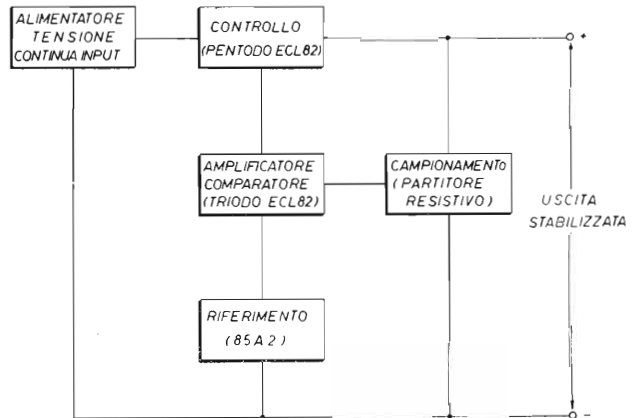 ALIMENTATORE
TENSIONE
CONTINUA INPUT
CONTROLLO
(PENTODO ECL82)
+
AMPLIFICATORE
COMPARATORE
(TRIODO ECL82)
CAMPIONAMENTO
(PARTITORE
RESISTIVO)
USCITA
STABILIZZATA
RIFERIMENTO
(85A2)
-